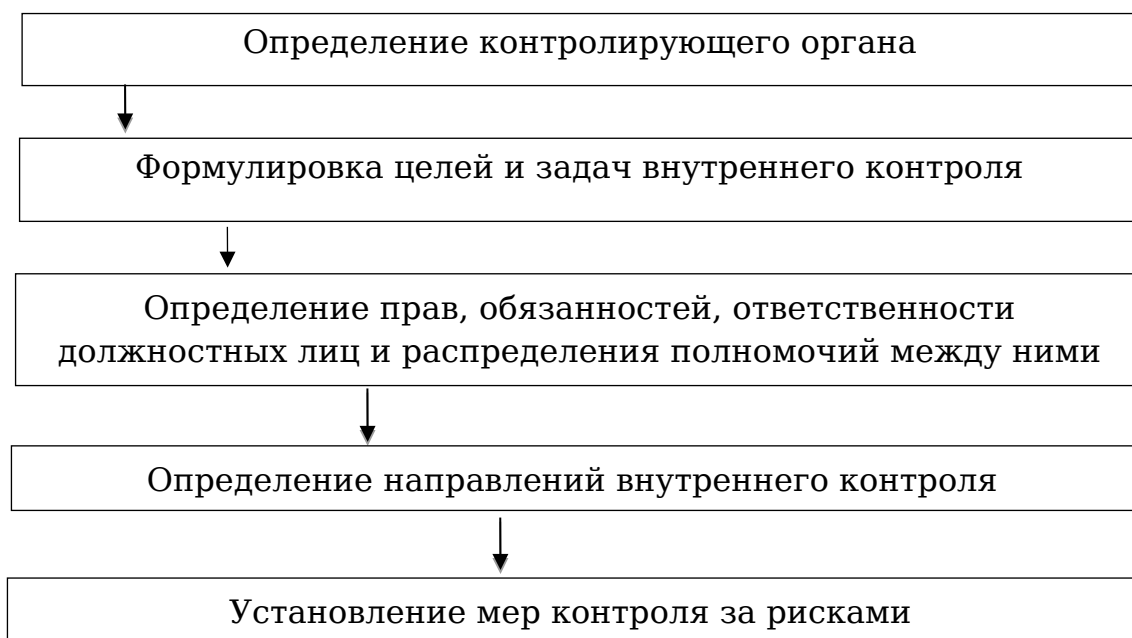 Определение контролирующего органа
Формулировка целей и задач внутреннего контроля
Определение прав, обязанностей, ответственности
должностных лиц и распределения полномочий между ними
Определение направлений внутреннего контроля
Установление мер контроля за рисками